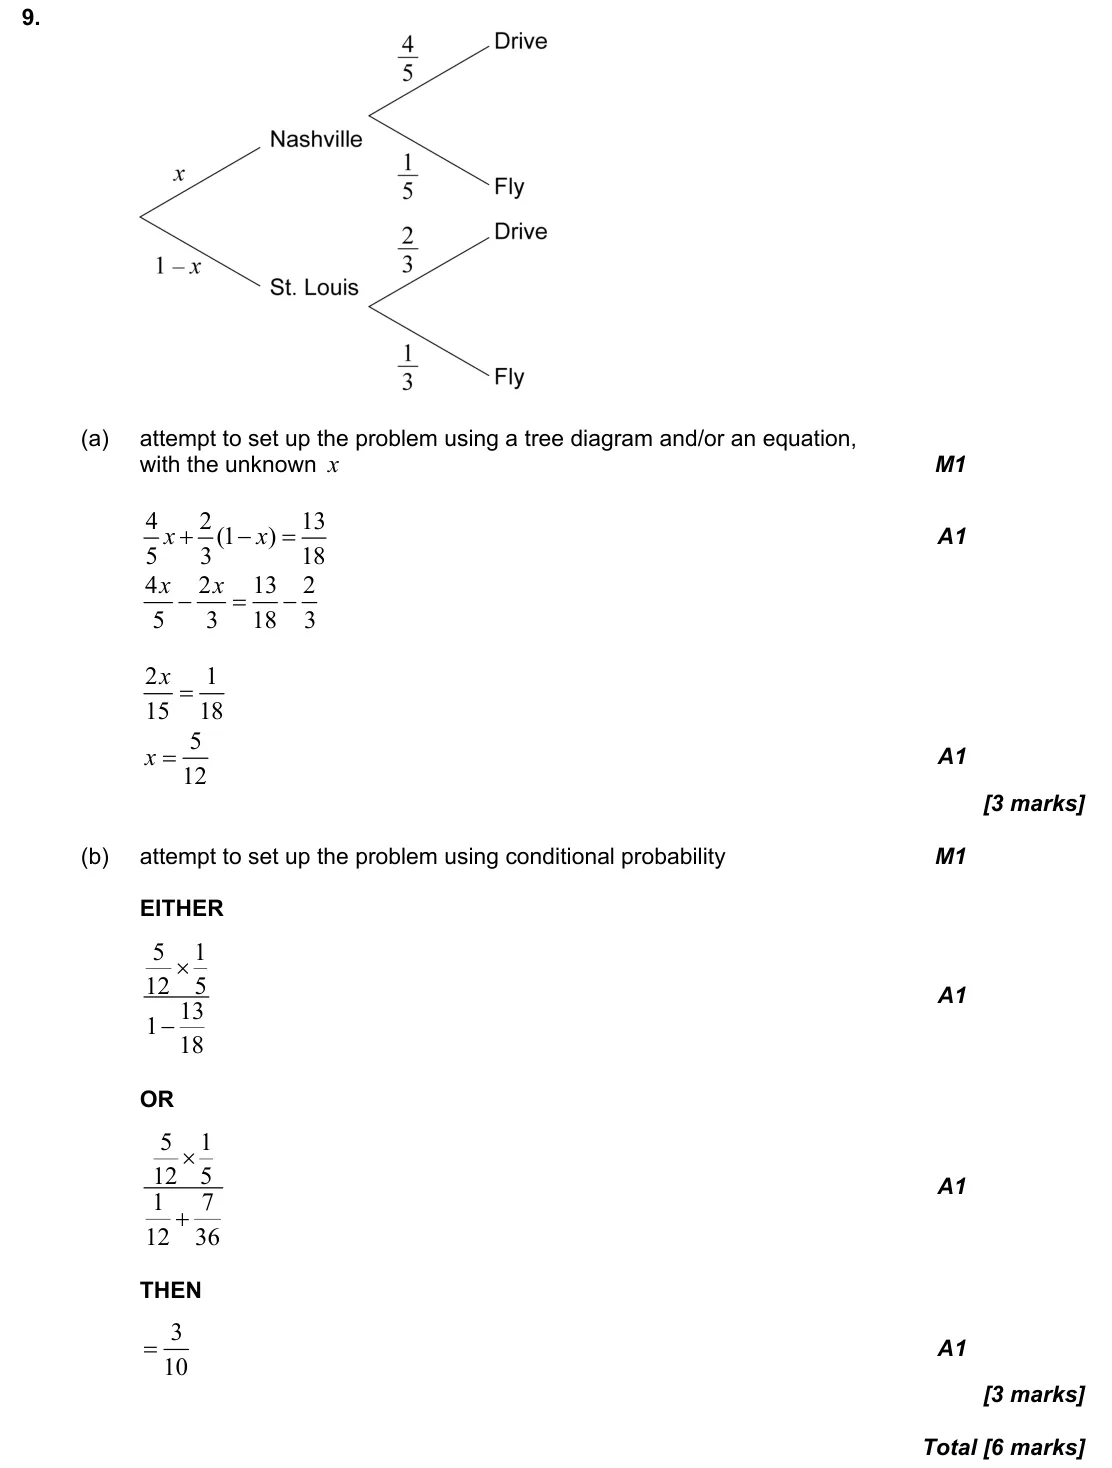 9.
4/5 Drive
Nashville
x
1/5 Fly
2/3 Drive
1 – x
St. Louis
1/3 Fly
(a) attempt to set up the problem using a tree diagram and/or an equation,
with the unknown x M1
4/5 x + 2/3 (1 – x) = 13/18 A1
4x/5 – 2x/3 = 13/18 – 2/3
2x/15 = 1/18
x = 5/12 A1
[3 marks]
(b) attempt to set up the problem using conditional probability M1
EITHER
(5/12 × 1/5)/(1 – 13/18) A1
OR
(5/12 × 1/5)/(1/12 + 7/36) A1
THEN
= 3/10 A1
[3 marks]
Total [6 marks]